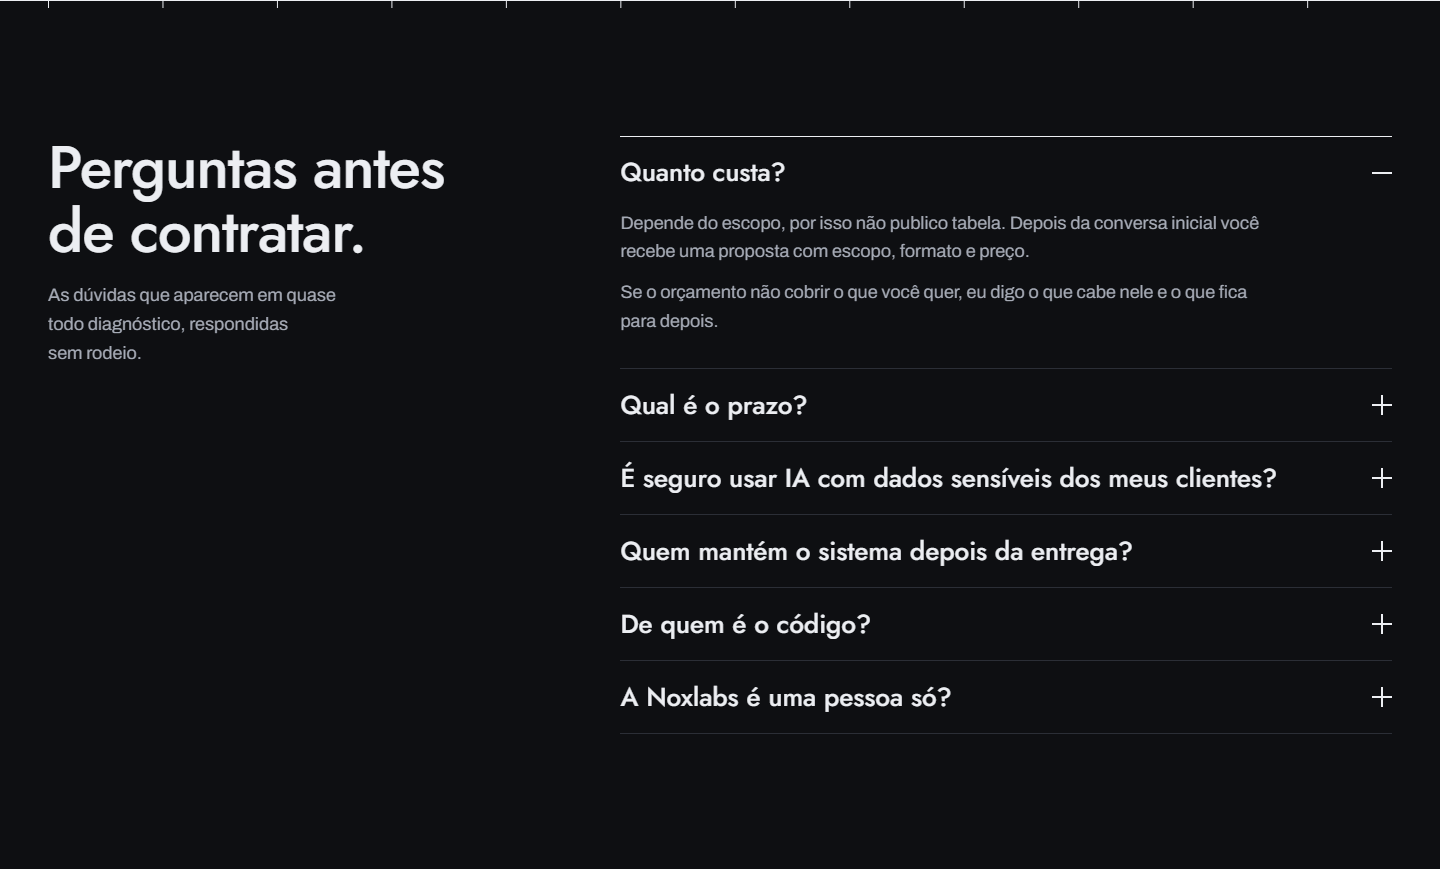 Perguntas antes
de contratar.
As dúvidas que aparecem em quase
todo diagnóstico, respondidas
sem rodeio.
Quanto custa?
Depende do escopo, por isso não publico tabela. Depois da conversa inicial você
recebe uma proposta com escopo, formato e preço.
Se o orçamento não cobrir o que você quer, eu digo o que cabe nele e o que fica
para depois.
Qual é o prazo?
É seguro usar IA com dados sensíveis dos meus clientes?
Quem mantém o sistema depois da entrega?
De quem é o código?
A Noxlabs é uma pessoa só?